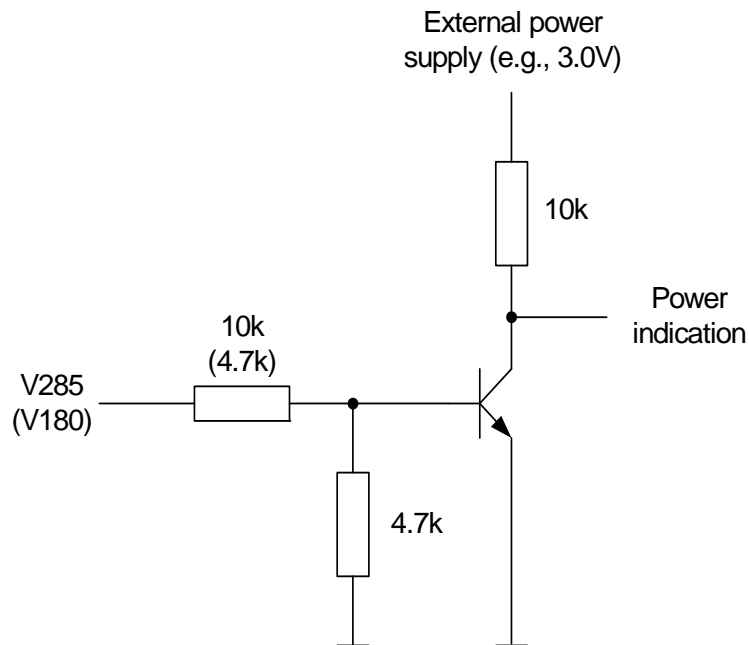 External power
supply (e.g., 3.0V)
10k
Power
indication
10k
(4.7k)
V285
(V180)
4.7k